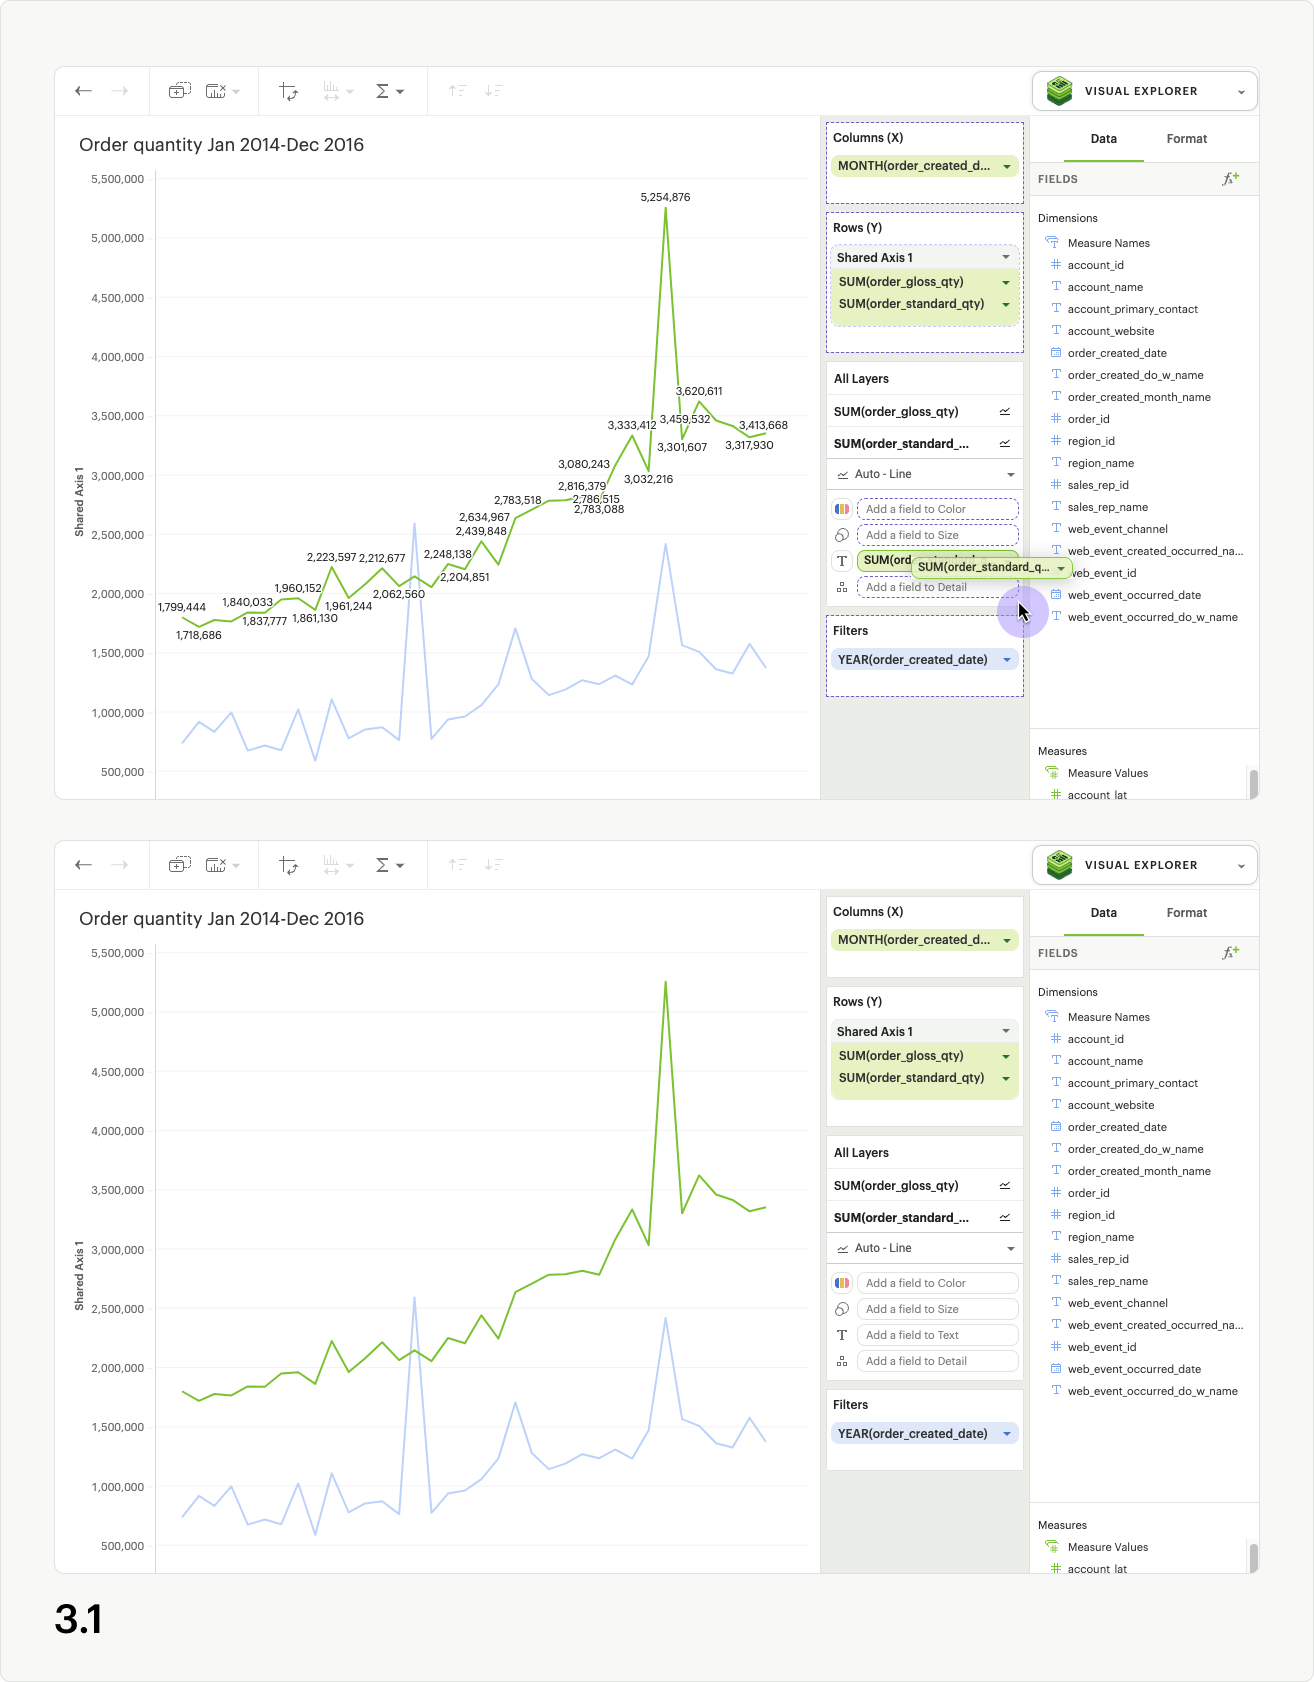 VISUAL EXPLORER
Order quantity Jan 2014-Dec 2016
5,500,000
5,000,000
4,500,000
4,000,000
3,500,000
3,000,000
2,500,000
2,000,000
1,500,000
1,000,000
500,000
Shared Axis 1
5,254,876
3,620,611
3,333,412
3,459,532
3,413,668
3,301,607
3,317,930
3,080,243
3,032,216
2,816,379
2,783,518
2,786,515
2,783,088
2,634,967
2,439,848
2,223,597
2,212,677
2,248,138
2,204,851
1,960,152
2,062,560
1,799,444
1,840,033
1,961,244
1,837,777
1,861,130
1,718,686
Columns (X)
MONTH(order_created_d...
Rows (Y)
Shared Axis 1
SUM(order_gloss_qty)
SUM(order_standard_qty)
All Layers
SUM(order_gloss_qty)
SUM(order_standard_...
Auto - Line
Add a field to Color
Add a field to Size
T
SUM(order_standard_q...
Add a field to Detail
Filters
YEAR(order_created_date)
Data
Format
FIELDS
Dimensions
Measure Names
account_id
account_name
account_primary_contact
account_website
order_created_date
order_created_do_w_name
order_created_month_name
order_id
region_id
region_name
sales_rep_id
sales_rep_name
web_event_channel
web_event_created_occurred_na...
web_event_id
web_event_occurred_date
web_event_occurred_do_w_name
Measures
Measure Values
account_lat
VISUAL EXPLORER
Order quantity Jan 2014-Dec 2016
5,500,000
5,000,000
4,500,000
4,000,000
3,500,000
3,000,000
2,500,000
2,000,000
1,500,000
1,000,000
500,000
Shared Axis 1
Columns (X)
MONTH(order_created_d...
Rows (Y)
Shared Axis 1
SUM(order_gloss_qty)
SUM(order_standard_qty)
All Layers
SUM(order_gloss_qty)
SUM(order_standard_...
Auto - Line
Add a field to Color
Add a field to Size
T
Add a field to Text
Add a field to Detail
Filters
YEAR(order_created_date)
Data
Format
FIELDS
Dimensions
Measure Names
account_id
account_name
account_primary_contact
account_website
order_created_date
order_created_do_w_name
order_created_month_name
order_id
region_id
region_name
sales_rep_id
sales_rep_name
web_event_channel
web_event_created_occurred_na...
web_event_id
web_event_occurred_date
web_event_occurred_do_w_name
Measures
Measure Values
account_lat
3.1